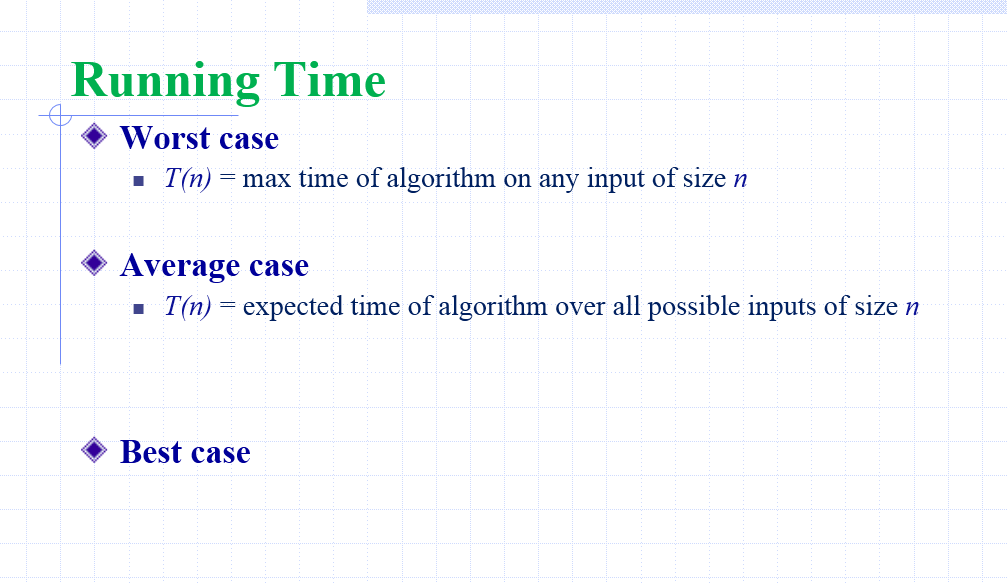 Running Time
Worst case
T(n) = max time of algorithm on any input of size n
Average case
T(n) = expected time of algorithm over all possible inputs of size n
Best case